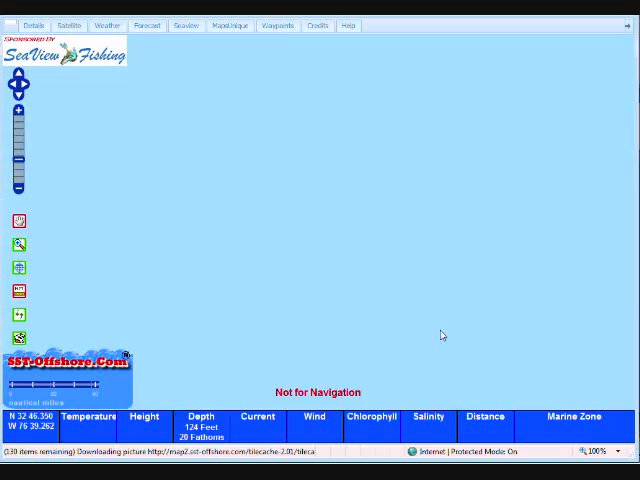 Details Satellite Weather Forecast Seaview MapsUnique Waypoints Credits Help
SPONSORED BY
SeaView Fishing
SST-Offshore.Com®
nautical miles
Not for Navigation
N 32 46.350
W 76 39.262
Temperature Height Depth Current Wind Chlorophyll Salinity Distance Marine Zone
124 Feet
20 Fathoms
(130 items remaining) Downloading picture http://map2.sst-offshore.com/tilecache-2.01/tileca
Internet | Protected Mode: On
100%